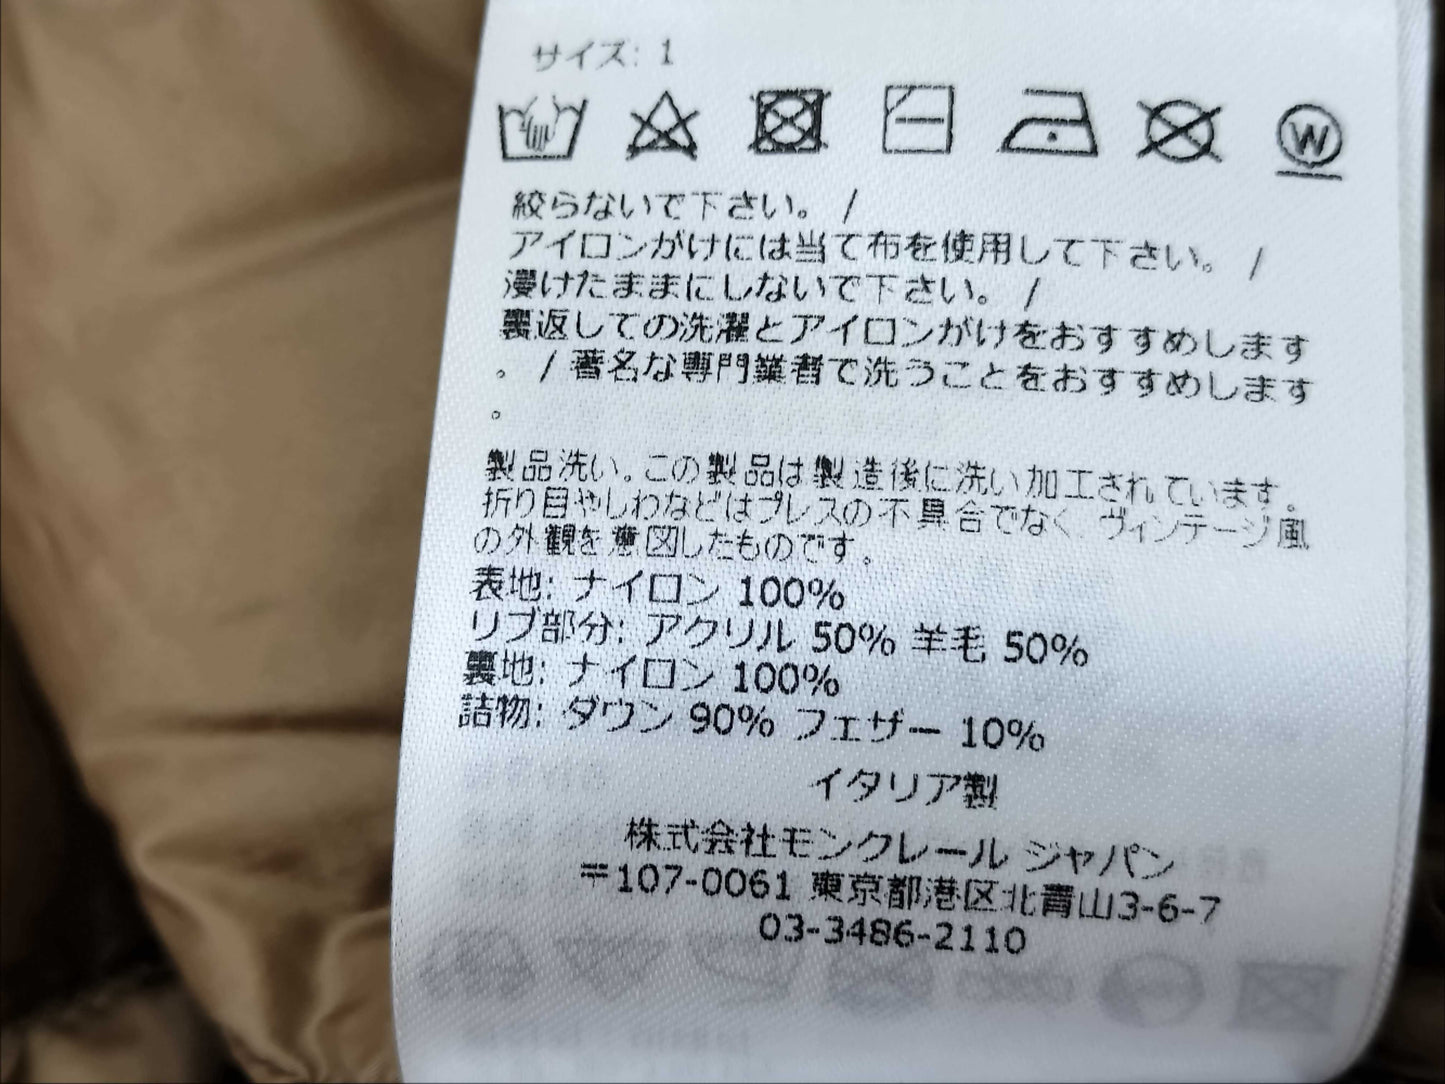 サイズ: 1
W
絞らないで下さい。 /
アイロンがけには当て布を使用して下さい。 /
浸けたままにしないで下さい。 /
裏返しての洗濯とアイロンがけをおすすめします
。 / 著名な専門業者で洗うことをおすすめします
。
製品洗い。この製品は製造後に洗い加工されています。
折り目やしわなどはプレスの不具合でなく、ヴィンテージ風
の外観を意図したものです。
表地: ナイロン 100%
リブ部分: アクリル 50% 羊毛 50%
裏地: ナイロン 100%
詰物: ダウン 90% フェザー 10%
イタリア製
株式会社モンクレール ジャパン
〒107-0061 東京都港区北青山3-6-7
03-3486-2110